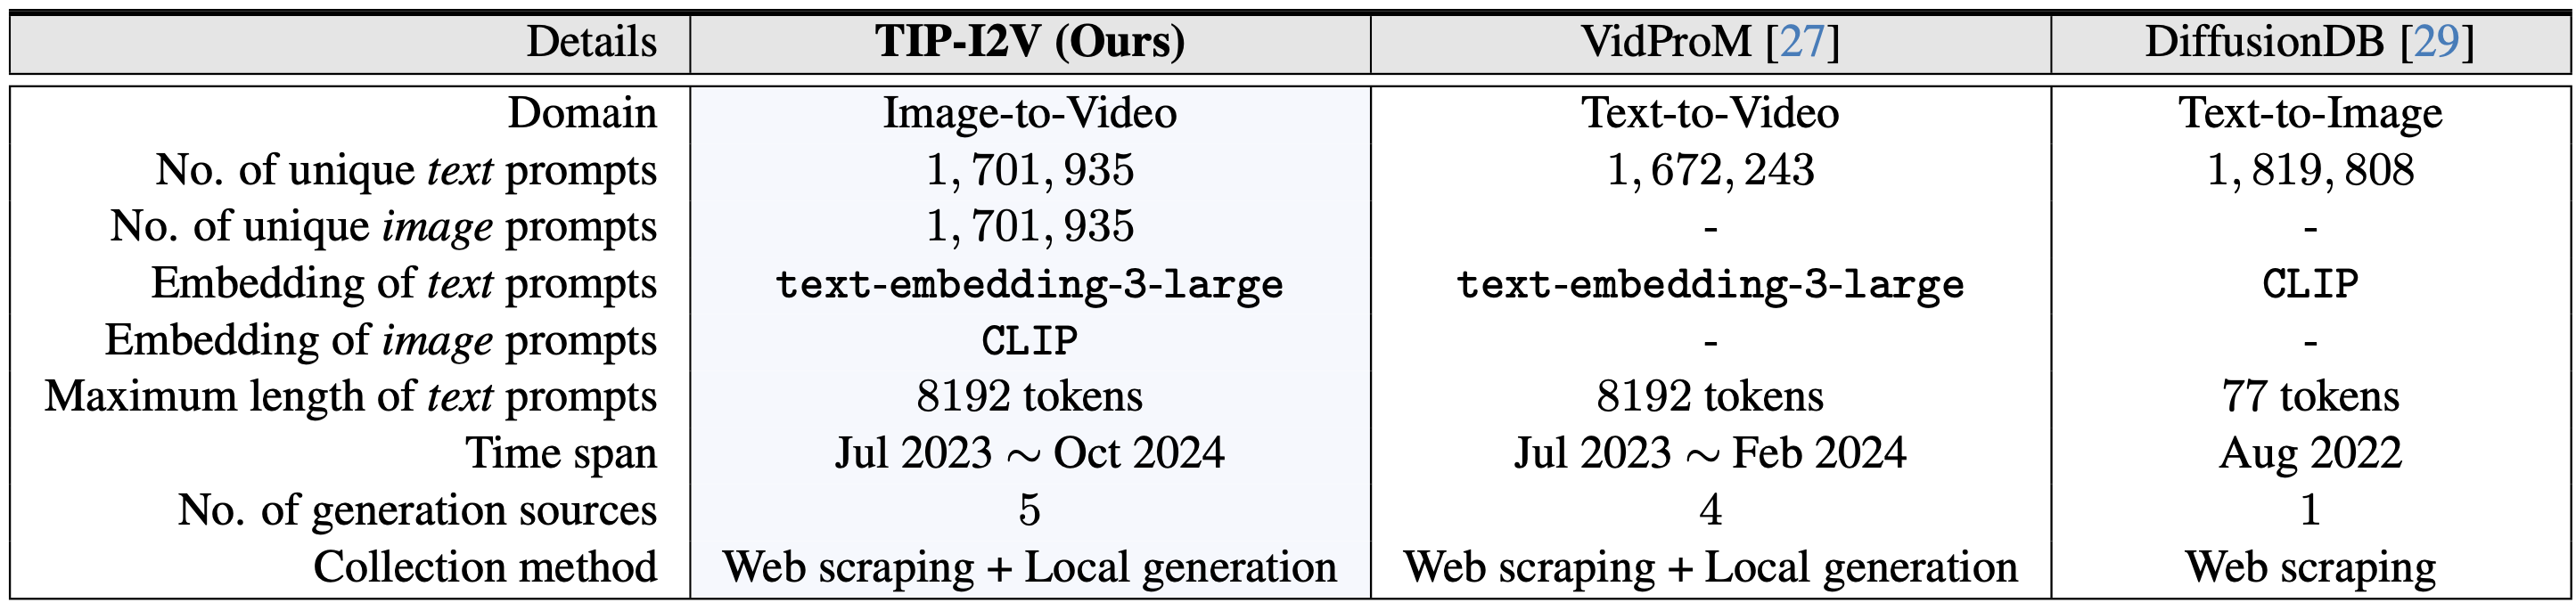 Details TIP-I2V (Ours) VidProM [27] DiffusionDB [29]
Domain Image-to-Video Text-to-Video Text-to-Image
No. of unique text prompts 1, 701, 935 1, 672, 243 1, 819, 808
No. of unique image prompts 1, 701, 935 - -
Embedding of text prompts text-embedding-3-large text-embedding-3-large CLIP
Embedding of image prompts CLIP - -
Maximum length of text prompts 8192 tokens 8192 tokens 77 tokens
Time span Jul 2023 ∼ Oct 2024 Jul 2023 ∼ Feb 2024 Aug 2022
No. of generation sources 5 4 1
Collection method Web scraping + Local generation Web scraping + Local generation Web scraping